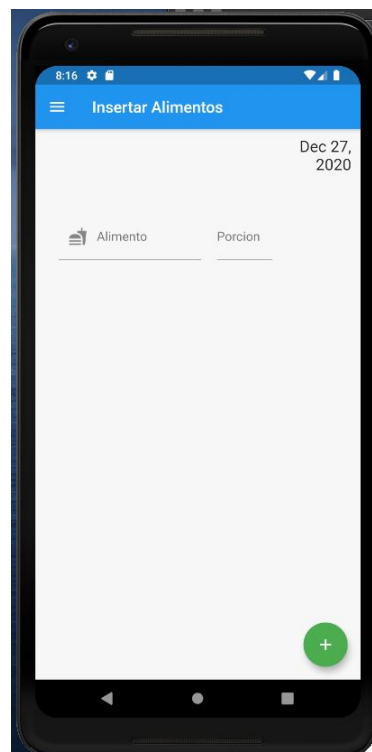 8:16
Insertar Alimentos
Dec 27,
2020
Alimento Porcion
+